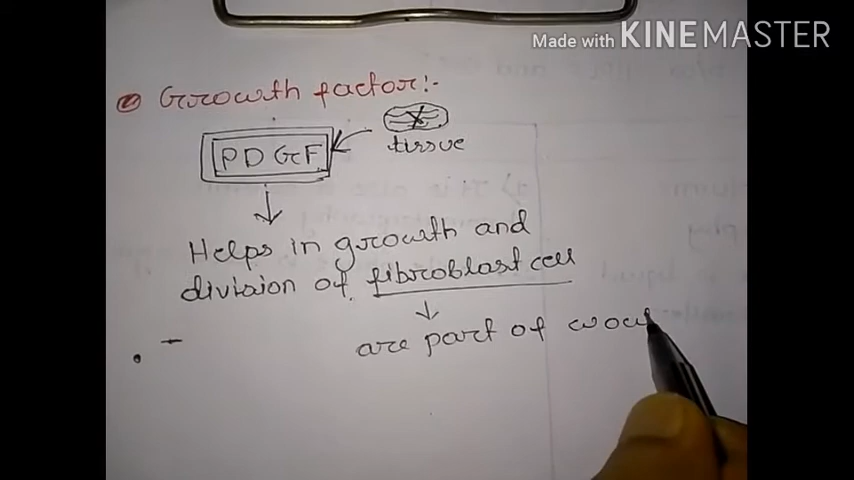 Made with KINEMASTER
Growth factor:-
PDGF
tissue
Helps in growth and
division of fibroblast cell
are part of wou